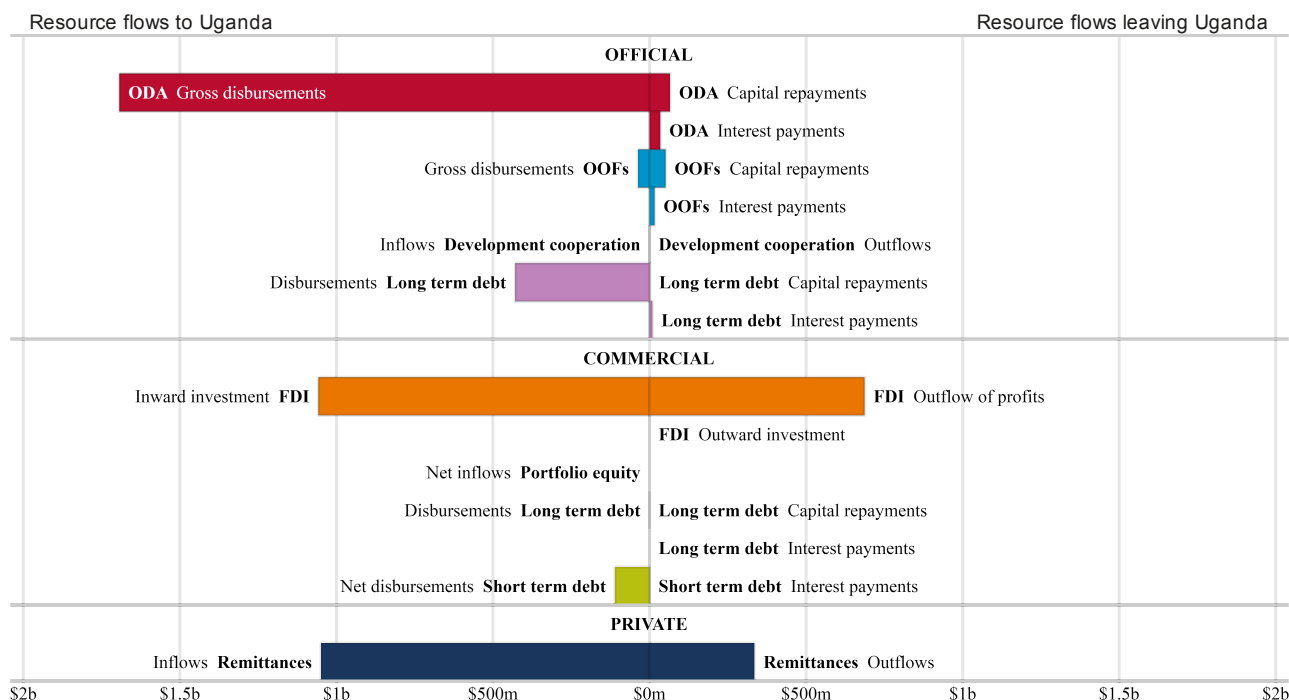 Resource flows to Uganda Resource flows leaving Uganda
OFFICIAL
ODA Gross disbursements ODA Capital repayments
ODA Interest payments
Gross disbursements OOFs OOFs Capital repayments
OOFs Interest payments
Inflows Development cooperation Development cooperation Outflows
Disbursements Long term debt Long term debt Capital repayments
Long term debt Interest payments
COMMERCIAL
Inward investment FDI FDI Outflow of profits
FDI Outward investment
Net inflows Portfolio equity
Disbursements Long term debt Long term debt Capital repayments
Long term debt Interest payments
Net disbursements Short term debt Short term debt Interest payments
PRIVATE
Inflows Remittances Remittances Outflows
$2b $1.5b $1b $500m $0m $500m $1b $1.5b $2b